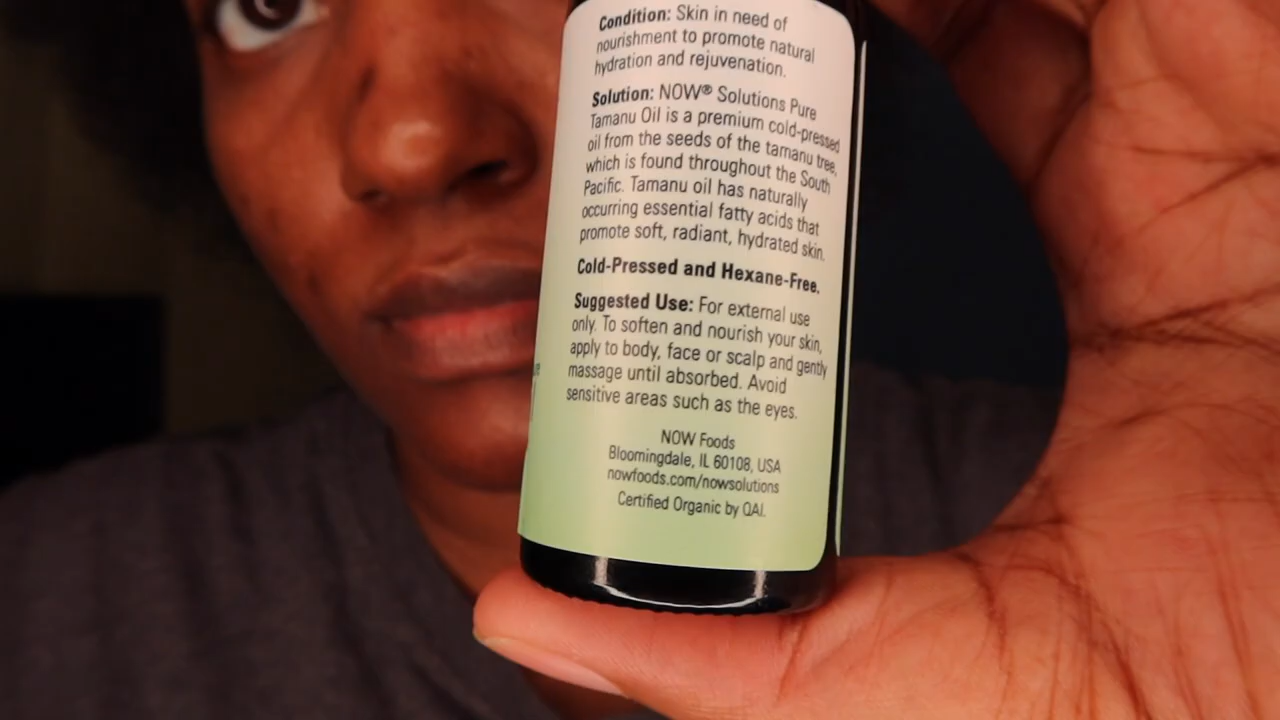 Condition: Skin in need of
nourishment to promote natural
hydration and rejuvenation.
Solution: NOW® Solutions Pure
Tamanu Oil is a premium cold-pressed
oil from the seeds of the tamanu tree,
which is found throughout the South
Pacific. Tamanu oil has naturally
occurring essential fatty acids that
promote soft, radiant, hydrated skin.
Cold-Pressed and Hexane-Free.
Suggested Use: For external use
only. To soften and nourish your skin,
apply to body, face or scalp and gently
massage until absorbed. Avoid
sensitive areas such as the eyes.
NOW Foods
Bloomingdale, IL 60108, USA
nowfoods.com/nowsolutions
Certified Organic by QAI.